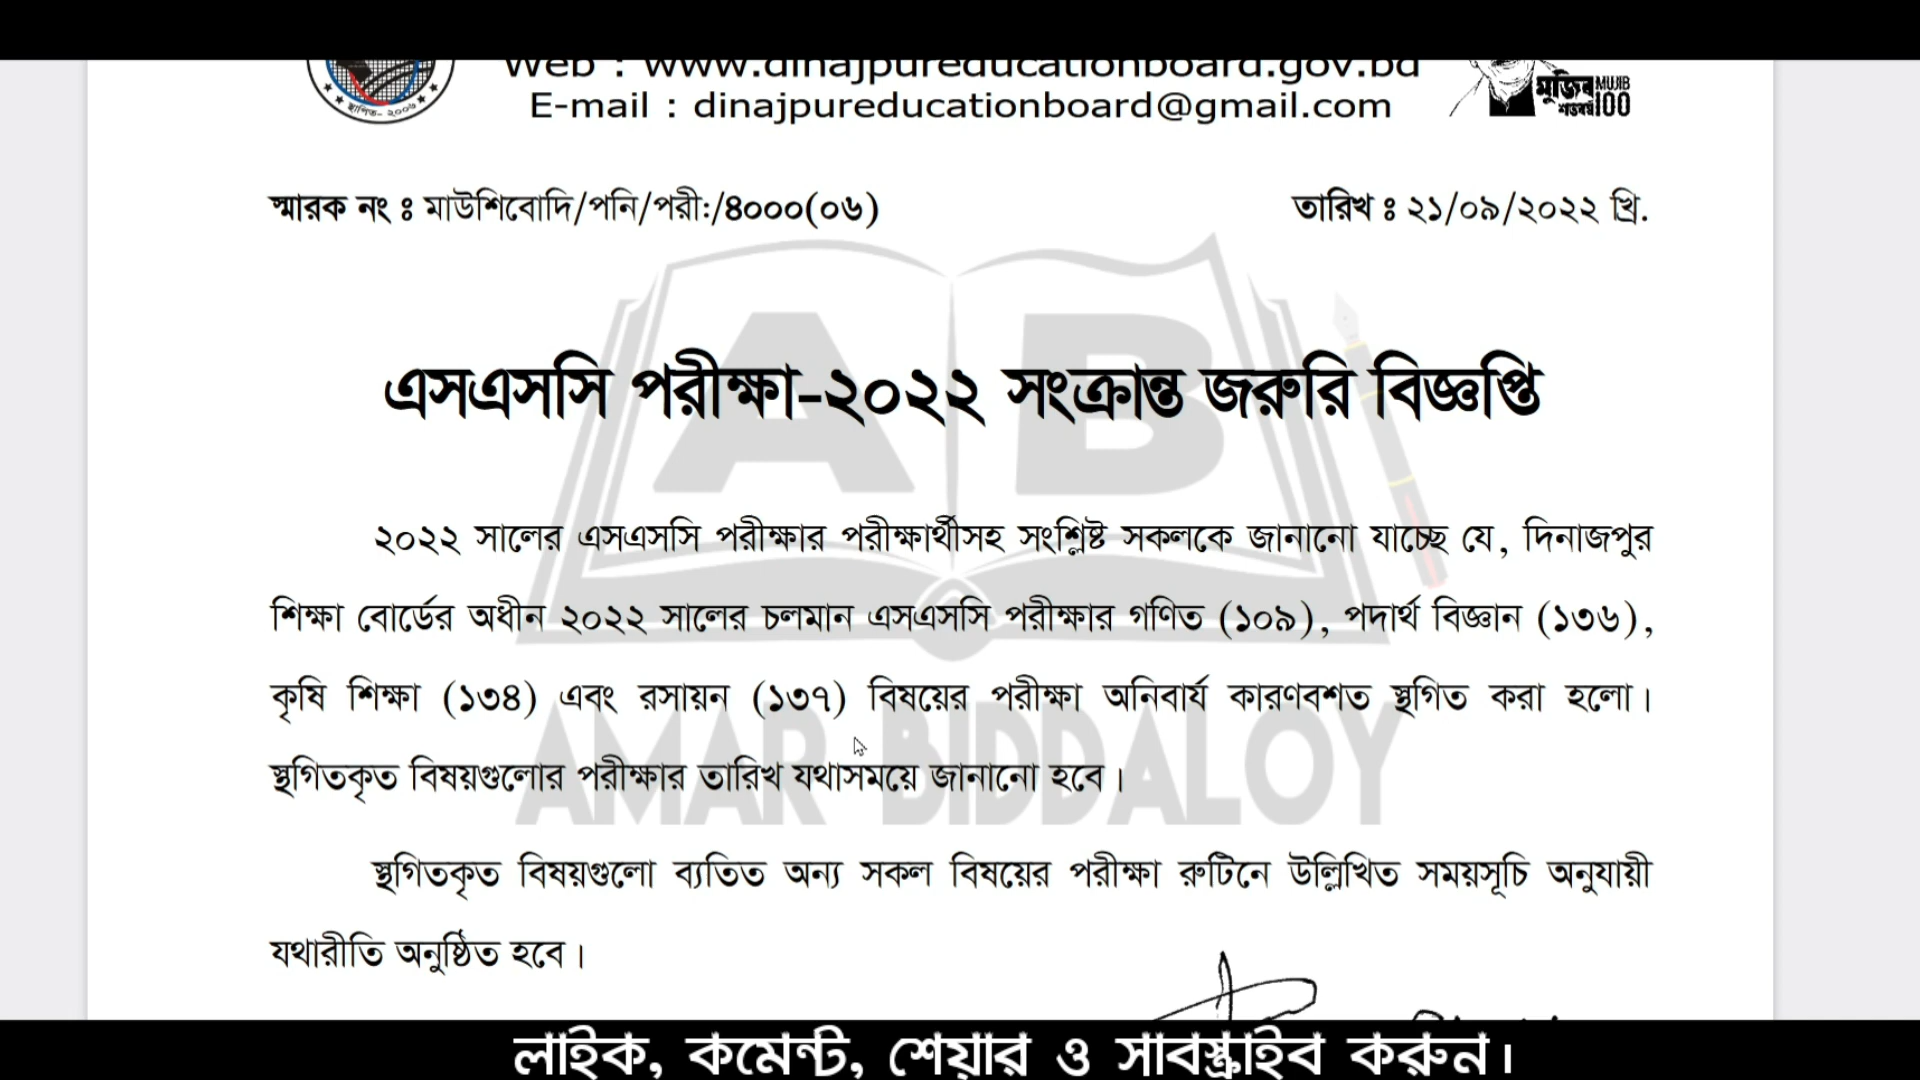 Web : www.dinajpureducationboard.gov.bd
E-mail : dinajpureducationboard@gmail.com
স্থাপিত- ২০০৬
মুজিব MUJIB
শতবর্ষ 100
স্মারক নং ঃ মাউশিবোদি/পনি/পরী:/৪০০০(০৬)
তারিখ ঃ ২১/০৯/২০২২ খ্রি.
এসএসসি পরীক্ষা-২০২২ সংক্রান্ত জরুরি বিজ্ঞপ্তি
২০২২ সালের এসএসসি পরীক্ষার পরীক্ষার্থীসহ সংশ্লিষ্ট সকলকে জানানো যাচ্ছে যে, দিনাজপুর
শিক্ষা বোর্ডের অধীন ২০২২ সালের চলমান এসএসসি পরীক্ষার গণিত (১০৯), পদার্থ বিজ্ঞান (১৩৬),
কৃষি শিক্ষা (১৩৪) এবং রসায়ন (১৩৭) বিষয়ের পরীক্ষা অনিবার্য কারণবশত স্থগিত করা হলো।
স্থগিতকৃত বিষয়গুলোর পরীক্ষার তারিখ যথাসময়ে জানানো হবে।
স্থগিতকৃত বিষয়গুলো ব্যতিত অন্য সকল বিষয়ের পরীক্ষা রুটিনে উল্লিখিত সময়সূচি অনুযায়ী
যথারীতি অনুষ্ঠিত হবে।
AB
AMAR BIDDALOY
লাইক, কমেন্ট, শেয়ার ও সাবস্ক্রাইব করুন।